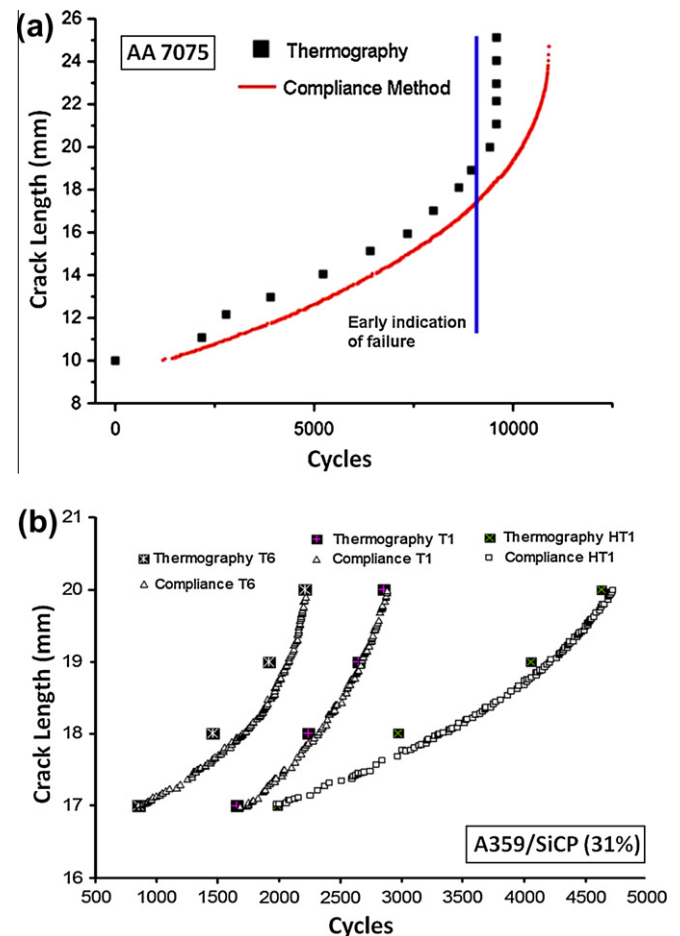 (a)
AA 7075
Thermography
Compliance Method
Early indication
of failure
Crack Length (mm)
26
24
22
20
18
16
14
12
10
8
0
5000
10000
Cycles
(b)
Thermography T6
Compliance T6
Thermography T1
Compliance T1
Thermography HT1
Compliance HT1
A359/SiCP (31%)
Crack Length (mm)
21
20
19
18
17
16
500
1000
1500
2000
2500
3000
3500
4000
4500
5000
Cycles